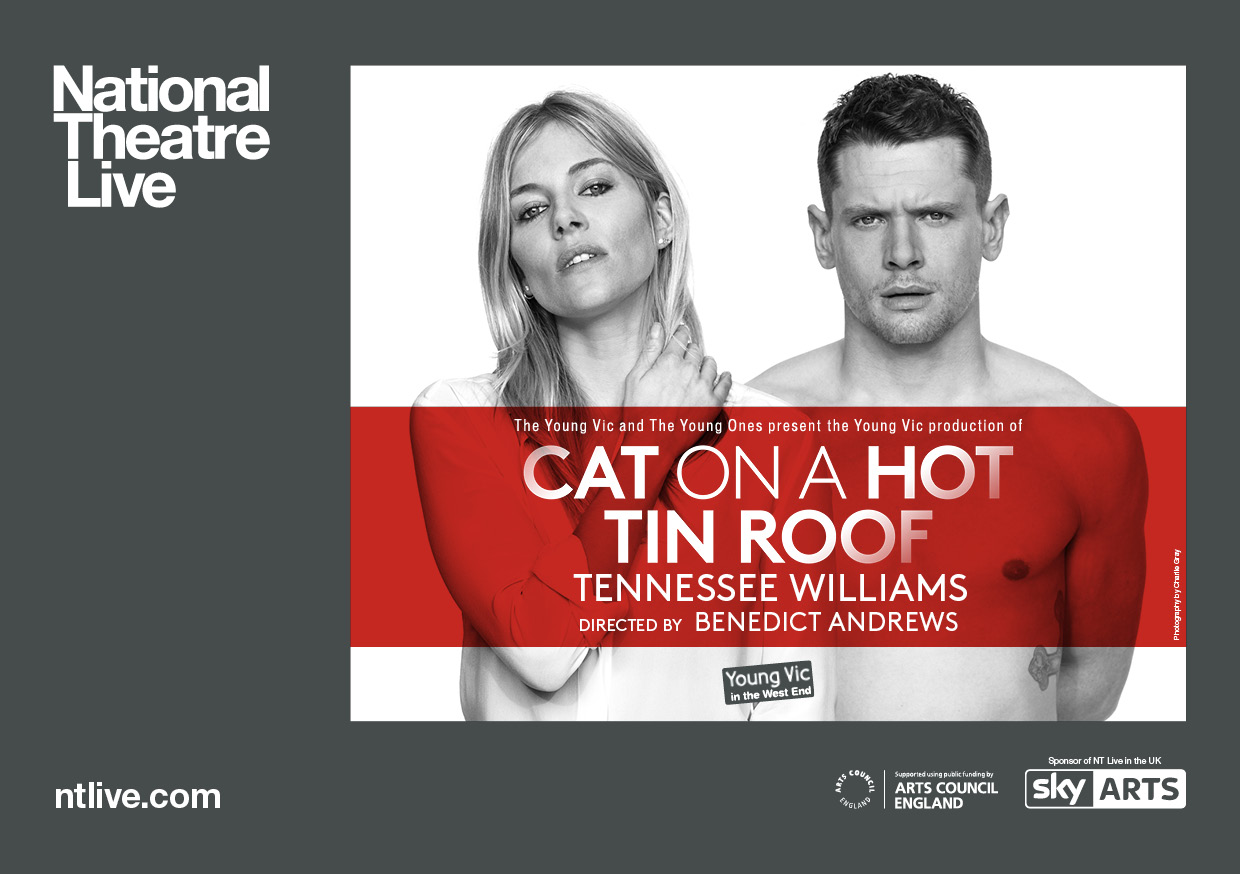 National
Theatre
Live
The Young Vic and The Young Ones present the Young Vic production of
CAT ON A HOT
TIN ROOF
TENNESSEE WILLIAMS
DIRECTED BY BENEDICT ANDREWS
Photography by Charlie Gray
Young Vic
in the West End
ntlive.com
ARTS COUNCIL
ENGLAND
Supported using public funding by
ARTS COUNCIL
ENGLAND
Sponsor of NT Live in the UK
sky ARTS